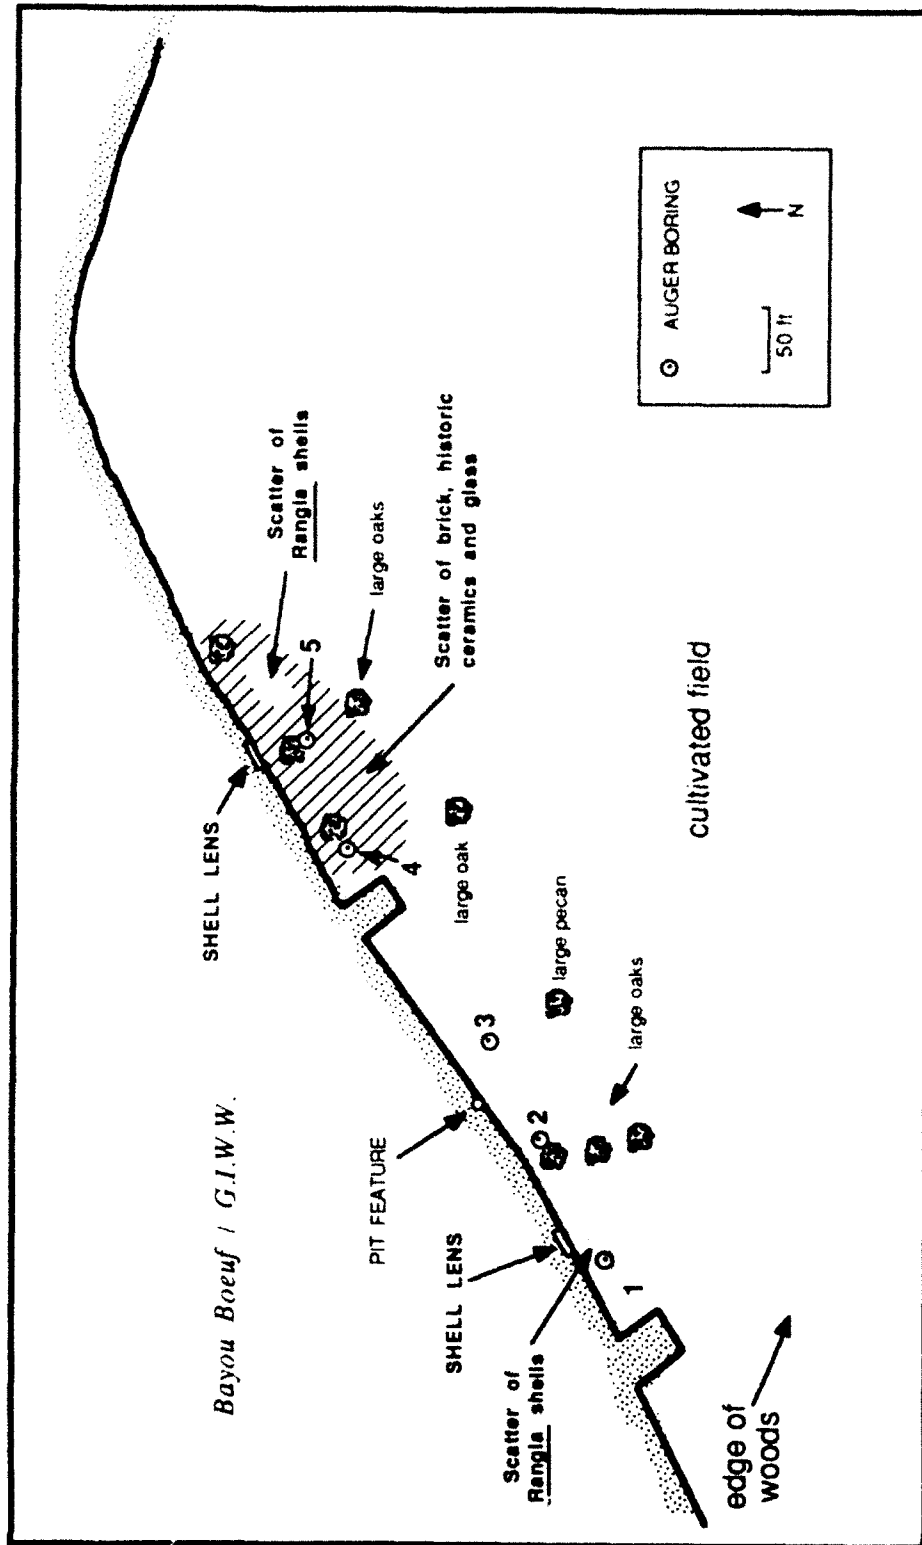 Bayou Boeuf / G.I.W.W.
SHELL LENS
Scatter of
Rangia shells
large oaks
5
Scatter of brick, historic
ceramics and glass
4
large oak
PIT FEATURE
3
large pecan
2
large oaks
SHELL LENS
Scatter of
Rangia shells
1
edge of
woods
cultivated field
AUGER BORING
50 ft
N